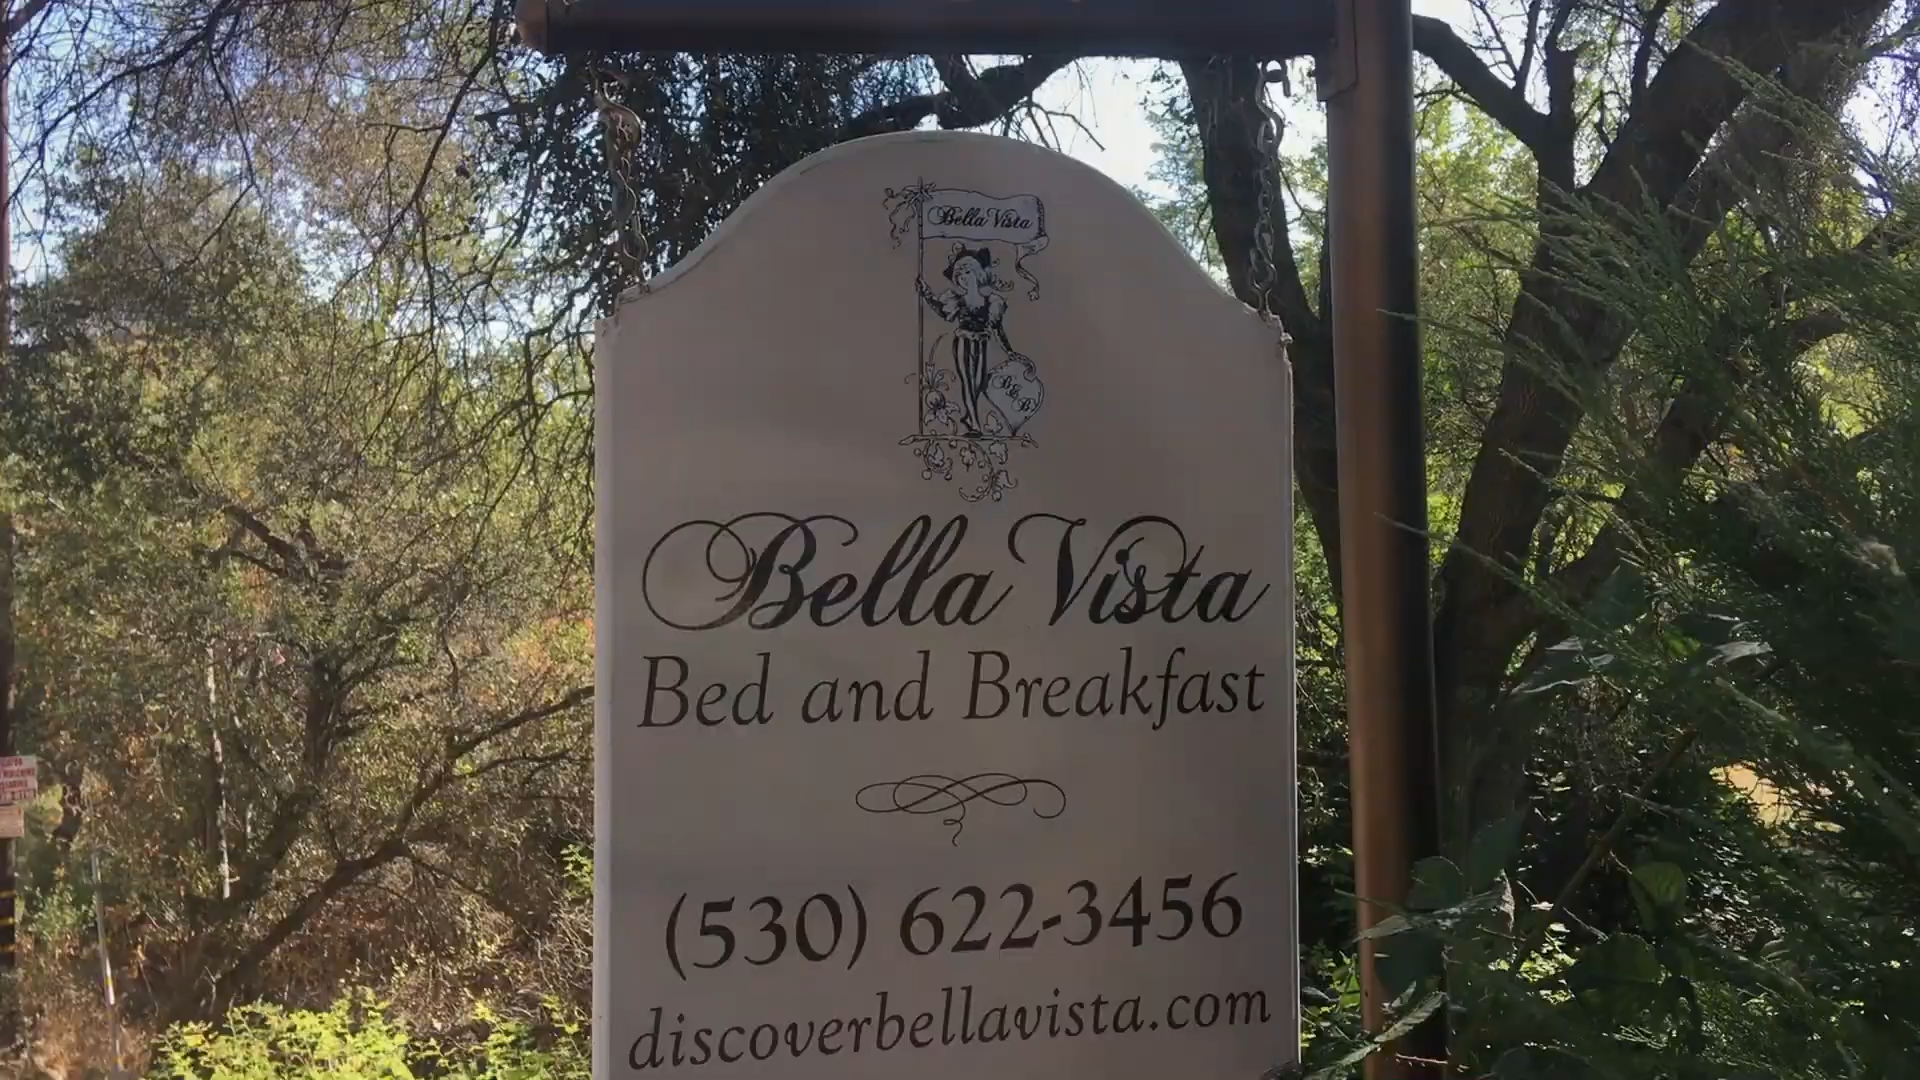 Bella Vista
B&B
Bella Vista
Bed and Breakfast
(530) 622-3456
discoverbellavista.com